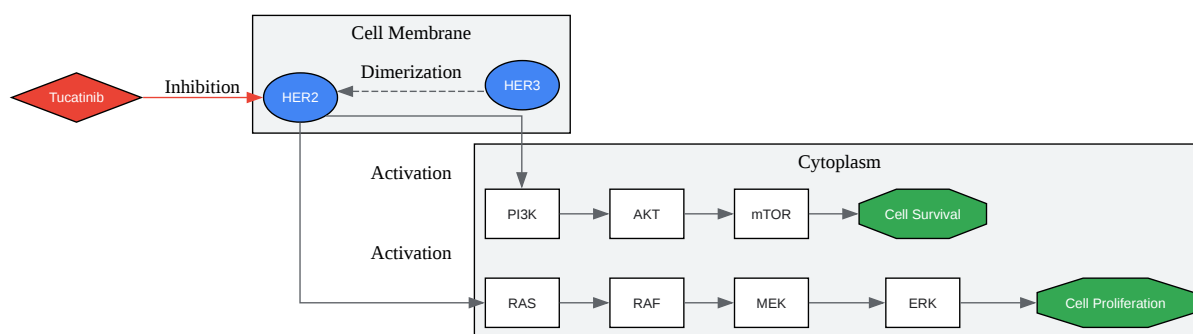 Cell Membrane
Dimerization
Inhibition
Tucatinib
HER2
HER3
Cytoplasm
Activation
PI3K
AKT
mTOR
Cell Survival
Activation
RAS
RAF
MEK
ERK
Cell Proliferation